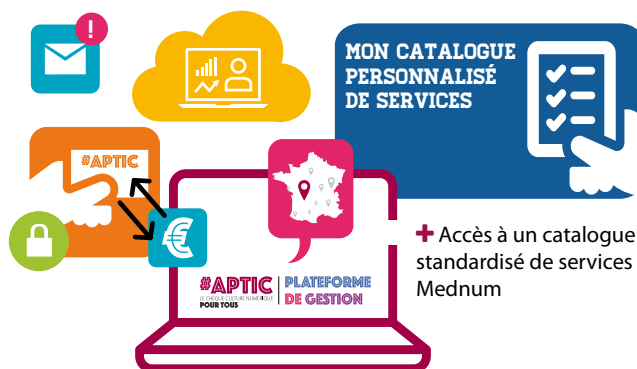 !
MON CATALOGUE
PERSONNALISÉ
DE SERVICES
#APTIC
€
+ Accès à un catalogue
standardisé de services
Mednum
#APTIC
LE CHÈQUE CULTURE NUMÉRIQUE
POUR TOUS
PLATEFORME
DE GESTION